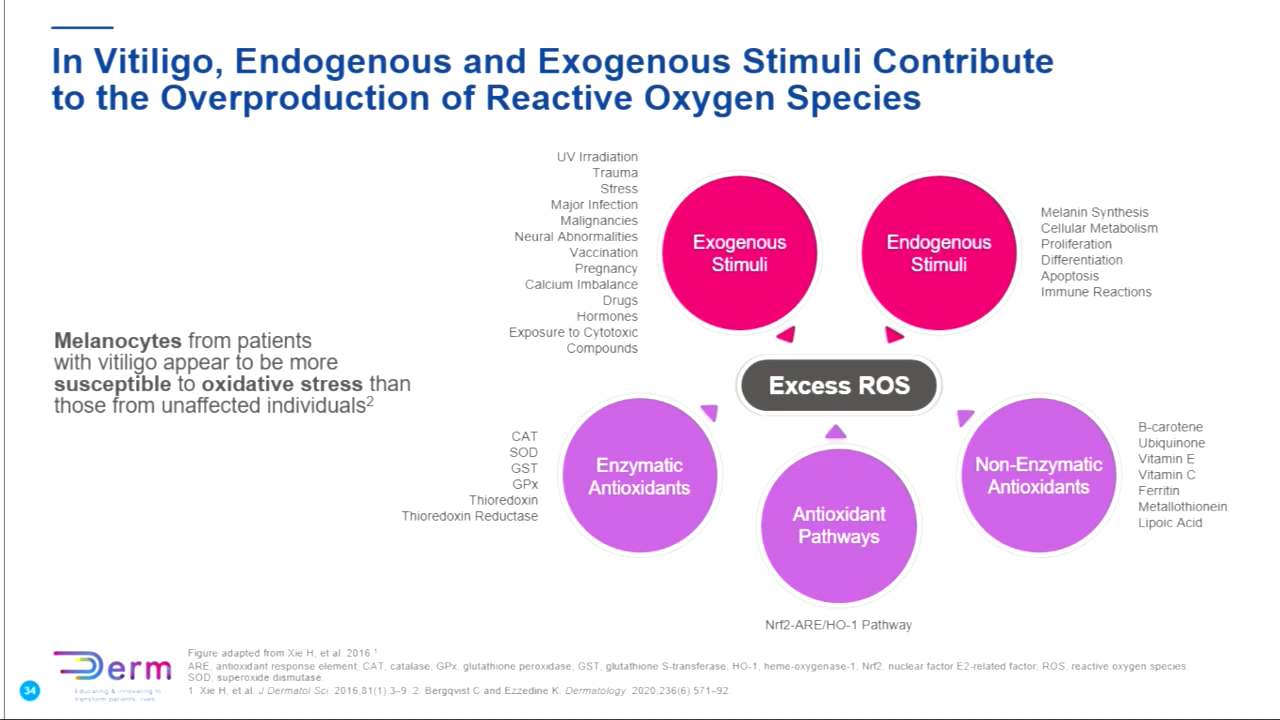 In Vitiligo, Endogenous and Exogenous Stimuli Contribute
to the Overproduction of Reactive Oxygen Species
UV Irradiation
Trauma
Stress
Major Infection
Malignancies
Neural Abnormalities
Vaccination
Pregnancy
Calcium Imbalance
Drugs
Hormones
Exposure to Cytotoxic
Compounds
Exogenous
Stimuli
Endogenous
Stimuli
Melanin Synthesis
Cellular Metabolism
Proliferation
Differentiation
Apoptosis
Immune Reactions
Melanocytes from patients
with vitiligo appear to be more
susceptible to oxidative stress than
those from unaffected individuals2
Excess ROS
CAT
SOD
GST
GPx
Thioredoxin
Thioredoxin Reductase
Enzymatic
Antioxidants
Antioxidant
Pathways
Nrf2-ARE/HO-1 Pathway
Non-Enzymatic
Antioxidants
B-carotene
Ubiquinone
Vitamin E
Vitamin C
Ferritin
Metallothionein
Lipoic Acid
34
Derm
Educating & innovating to
transform patients' lives
Figure adapted from Xie H, et al. 2016.1
ARE, antioxidant response element; CAT, catalase; GPx, glutathione peroxidase; GST, glutathione S-transferase; HO-1, heme-oxygenase-1; Nrf2, nuclear factor E2-related factor; ROS, reactive oxygen species;
SOD, superoxide dismutase.
1. Xie H, et al. J Dermatol Sci. 2016;81(1):3–9. 2. Bergqvist C and Ezzedine K. Dermatology. 2020;236(6):571–92.